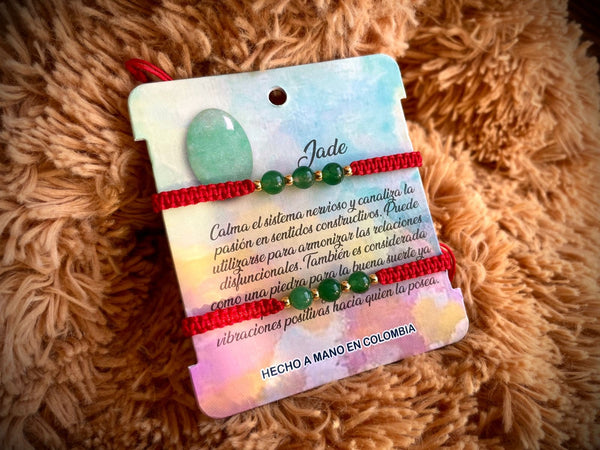 Jade
Calma el sistema nervioso y canaliza la
pasión en sentidos constructivos. Puede
utilizarse para armonizar las relaciones
disfuncionales. También es considerada
como una piedra para la buena suerte ya
vibraciones positivas hacia quien la posea.
HECHO A MANO EN COLOMBIA